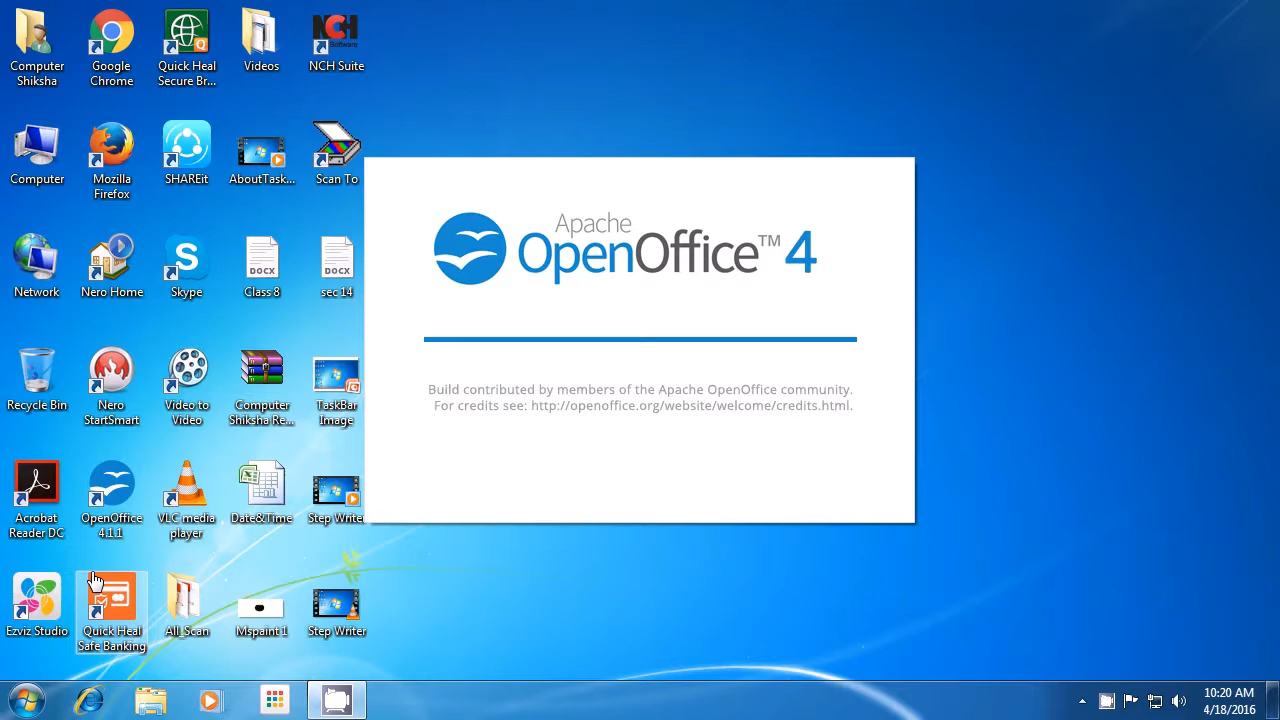 Computer
Shiksha
Google
Chrome
Quick Heal
Secure Br...
Videos
NCH
Software
NCH Suite
Computer
Mozilla
Firefox
SHAREit
AboutTask...
Scan To
Network
Nero Home
Skype
DOCX
Class 8
DOCX
sec 14
Recycle Bin
Nero
StartSmart
Video to
Video
Computer
Shiksha Re...
TaskBar
Image
Acrobat
Reader DC
OpenOffice
4.1.1
VLC media
player
Date&Time
Step Writer
Ezviz Studio
Quick Heal
Safe Banking
All_Scan
Mspaint 1
Step Writer
Apache
OpenOffice™ 4
Build contributed by members of the Apache OpenOffice community.
For credits see: http://openoffice.org/website/welcome/credits.html.
10:20 AM
4/18/2016